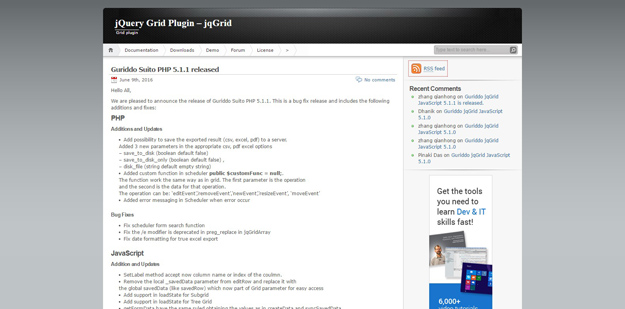 jQuery Grid Plugin – jqGrid
Grid plugin
Documentation
Downloads
Demo
Forum
License
»
Type text to search here...
Guriddo Suito PHP 5.1.1 released
June 9th, 2016
No comments
Hello All,
We are pleased to announce the release of Guriddo Suito PHP 5.1.1. This is a bug fix release and includes the following
additions and fixes:
PHP
Additions and Updates
• Add possibility to save the exported result (csv, excel, pdf) to a server.
Added 3 new parameters in the appropriate csv, pdf excel options
– save_to_disk (boolean default false)
– save_to_disk_only (boolean default false) ,
– disk_file (string default empty string)
• Added custom function in scheduler public $customFunc = null;.
The function work the same way as in grid. The first parameter is the operation
and the second is the data for that operation.
The operation can be: 'editEvent','removeEvent','newEvent','resizeEvent', 'moveEvent'
• Added error messaging in Scheduler when error occur
Bug Fixes
• Fix scheduler form search function
• Fix the /e modifier is deprecated in preg_replace in jqGridArray
• Fix date formatting for true excel export
JavaScript
Addition and Updates
• SetLabel method accept now column name or index of the coulmn.
• Remove the local _savedData parameter from editRow and replace it with
the global savedData (like savedRow) which now part of Grid parameter for easy access
• Add support in loadState for Subgrid
• Add support in loadState for Tree Grid
RSS feed
Recent Comments
zhang qianhong on Guriddo jqGrid
JavaScript 5.1.1 is released.
Dhanik on Guriddo jqGrid JavaScript
5.1.0
zhang qianhong on Guriddo jqGrid
JavaScript 5.1.0
zhang qianhong on Guriddo jqGrid
JavaScript 5.1.0
Pinaki Das on Guriddo jqGrid JavaScript
5.1.0
Get the tools
you need to
learn Dev & IT
skills fast!
6,000+
video tutorials